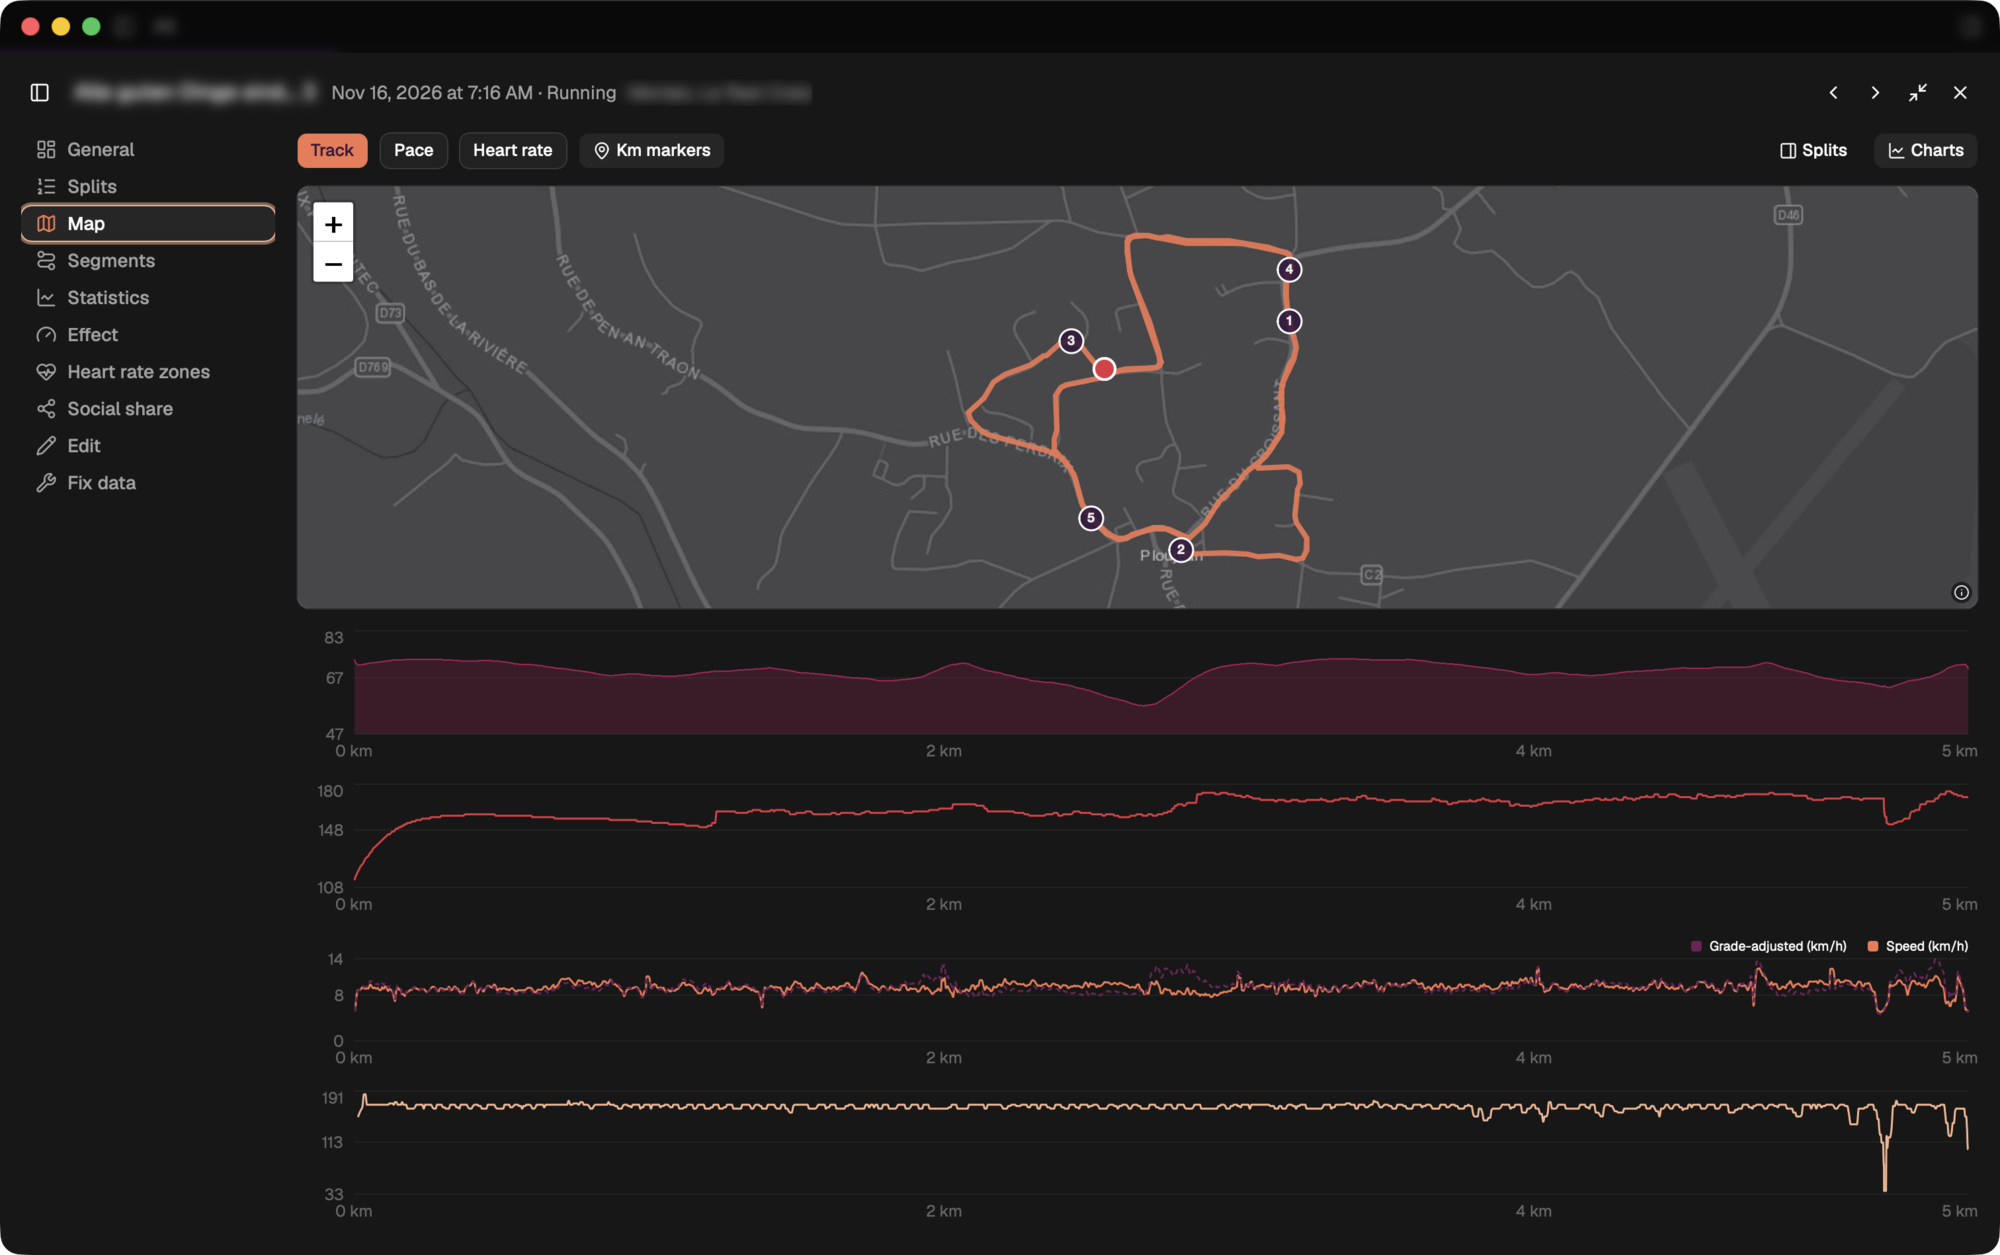 Nov 16, 2026 at 7:16 AM · Running
General
Splits
Map
Segments
Statistics
Effect
Heart rate zones
Social share
Edit
Fix data
Track Pace Heart rate Km markers
Splits Charts
+
−
RUE-DU-BAS-DE-LA-RIVIÈRE
RUE-DE-PEN-AN-TRAON
D73
D769
nelé
D46
4
1
3
RUE-DU-CROISSANT
5
2
C2
83
67
47
0 km 2 km 4 km 5 km
180
148
108
0 km 2 km 4 km 5 km
Grade-adjusted (km/h) Speed (km/h)
14
8
0
0 km 2 km 4 km 5 km
191
113
33
0 km 2 km 4 km 5 km